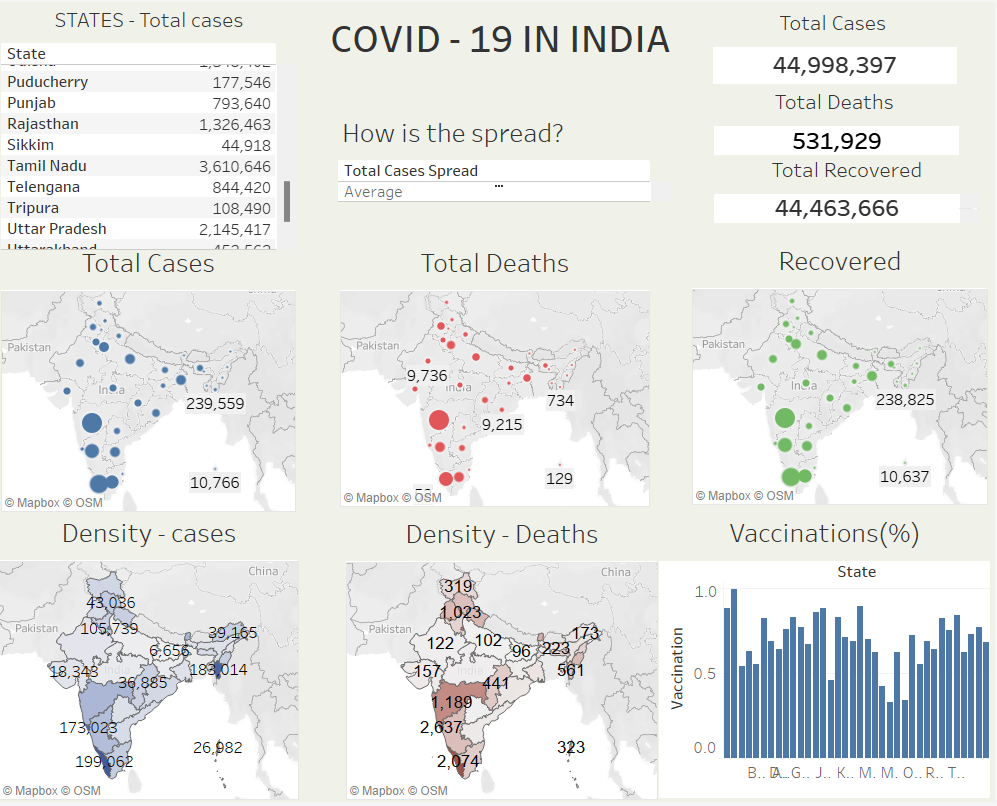 STATES - Total cases
State
Puducherry 177,546
Punjab 793,640
Rajasthan 1,326,463
Sikkim 44,918
Tamil Nadu 3,610,646
Telengana 844,420
Tripura 108,490
Uttar Pradesh 2,145,417
COVID - 19 IN INDIA
How is the spread?
Total Cases Spread
Average
Total Cases
44,998,397
Total Deaths
531,929
Total Recovered
44,463,666
Total Cases
Pakistan
India
239,559
10,766
© Mapbox © OSM
Total Deaths
Pakistan
9,736
India
734
9,215
129
© Mapbox © OSM
Recovered
Pakistan
India
238,825
10,637
© Mapbox © OSM
Density - cases
China
43,036
Pakistan
105,739
39,165
6,656
18,343
183,014
36,885
173,023
26,982
199,062
© Mapbox © OSM
Density - Deaths
China
319
1,023
Pakistan
122
102
173
96
223
157
561
441
1,189
2,637
323
2,074
© Mapbox © OSM
Vaccinations(%)
State
Vaccination
1.0
0.5
0.0
B.. D.. A.. G.. J.. K.. M. M. O.. R.. T..